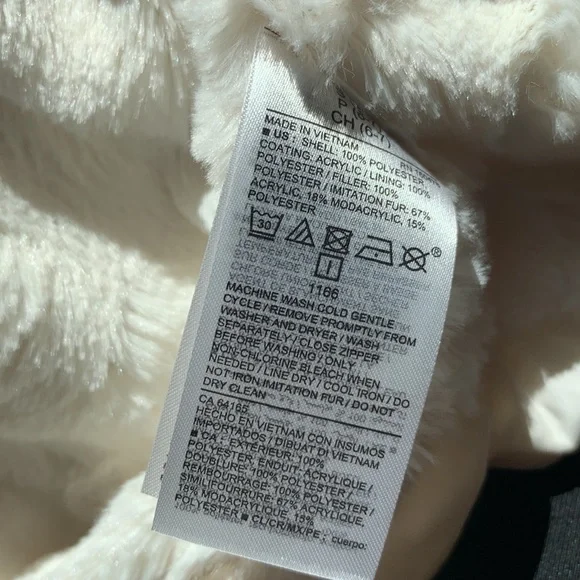 P (6
CH (6-7)
MADE IN VIETNAM
■ US : SHELL: 100% POLYESTER,
COATING: ACRYLIC / LINING: 100%
POLYESTER / FILLER: 100%
POLYESTER / IMITATION FUR: 67%
ACRYLIC, 18% MODACRYLIC, 15%
POLYESTER
30
®
1166
MACHINE WASH COLD GENTLE
CYCLE / REMOVE PROMPTLY FROM
WASHER AND DRYER / WASH
SEPARATELY / CLOSE ZIPPER
BEFORE WASHING / ONLY
NON-CHLORINE BLEACH WHEN
NEEDED / LINE DRY / COOL IRON / DO
NOT IRON IMITATION FUR / DO NOT
DRY CLEAN
CA 64165
HECHO EN VIETNAM CON INSUMOS
IMPORTADOS / DIBUAT DI VIETNAM
■ CA : EXTÉRIEUR: 100%
POLYESTER, ENDUIT: ACRYLIQUE /
DOUBLURE: 100% POLYESTER /
REMBOURRAGE: 100% POLYESTER /
SIMILIFOURRURE: 67% ACRYLIQUE,
18% MODACRYLIQUE, 15%
POLYESTER ■ CL/CR/MX/PE : cuerpo: